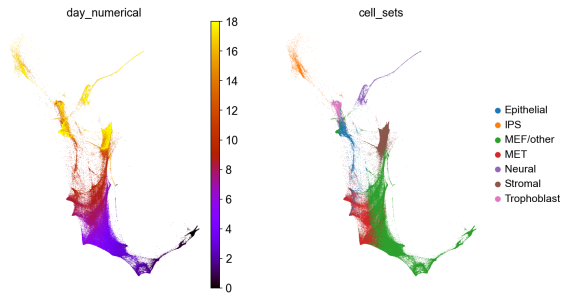 day_numerical
18
16
14
12
10
8
6
4
2
0
cell_sets
Epithelial
IPS
MEF/other
MET
Neural
Stromal
Trophoblast